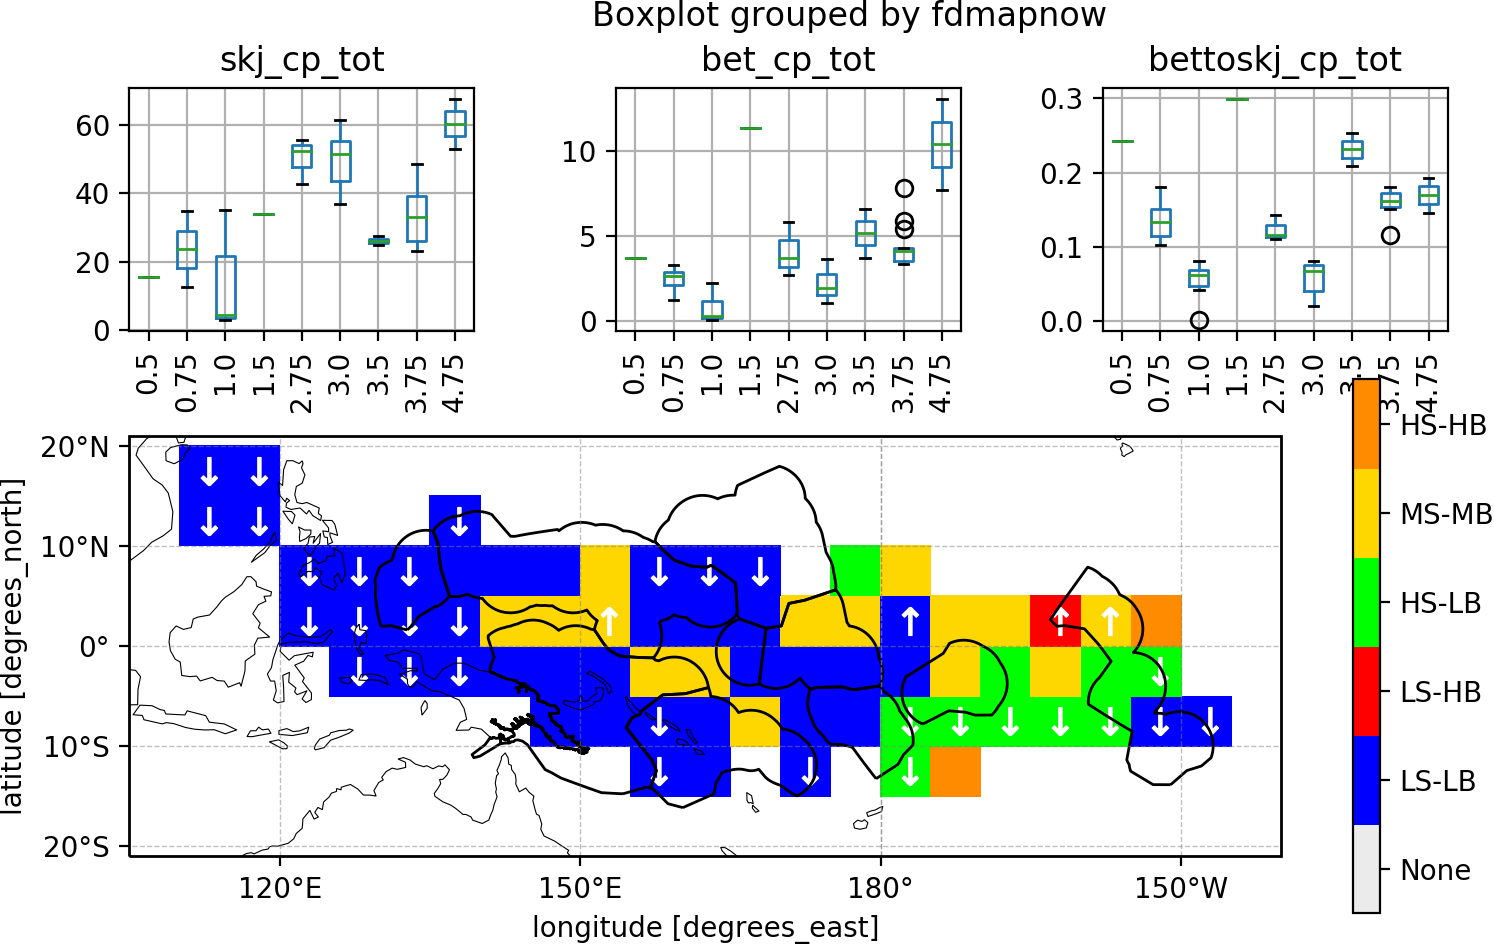 Boxplot grouped by fdmapnow
skj_cp_tot
bet_cp_tot
bettoskj_cp_tot
60
40
20
0
0.5
0.75
1.0
1.5
2.75
3.0
3.5
3.75
4.75
10
5
0
0.5
0.75
1.0
1.5
2.75
3.0
3.5
3.75
4.75
0.3
0.2
0.1
0.0
0.5
0.75
1.0
1.5
2.75
3.0
3.5
3.75
4.75
latitude [degrees_north]
20°N
10°N
0°
10°S
20°S
120°E
150°E
180°
150°W
longitude [degrees_east]
HS-HB
MS-MB
HS-LB
LS-HB
LS-LB
None